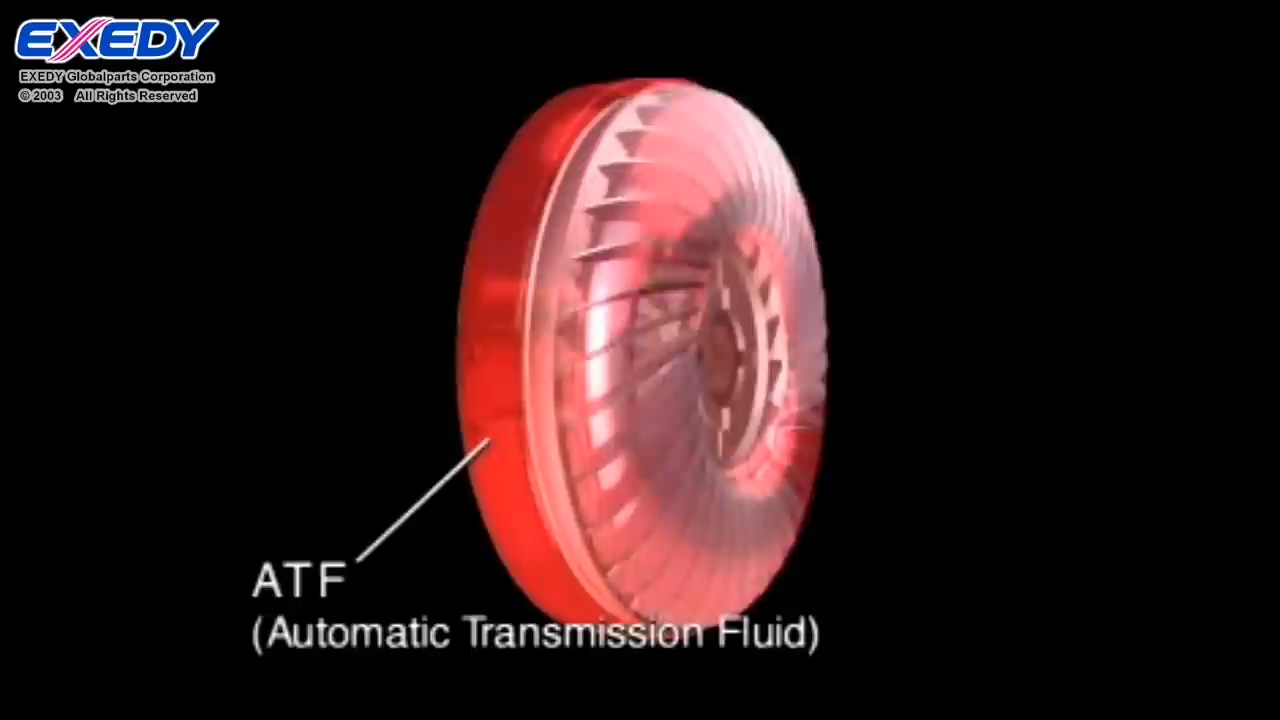 EXEDY
EXEDY Globalparts Corporation
© 2003 All Rights Reserved
ATF
(Automatic Transmission Fluid)